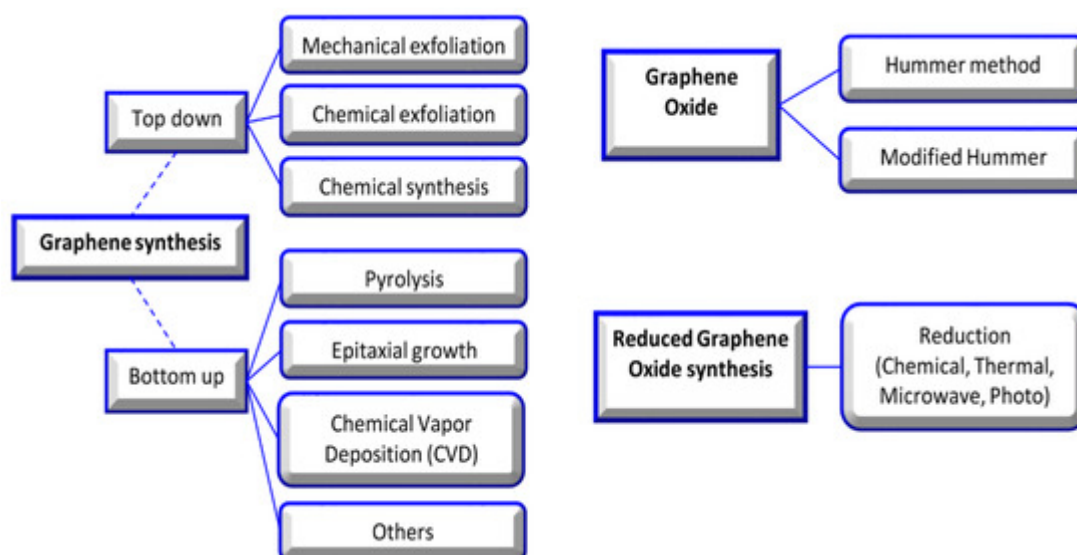 Mechanical exfoliation
Top down
Chemical exfoliation
Chemical synthesis
Graphene synthesis
Pyrolysis
Epitaxial growth
Bottom up
Chemical Vapor
Deposition (CVD)
Others
Graphene
Oxide
Hummer method
Modified Hummer
Reduced Graphene
Oxide synthesis
Reduction
(Chemical, Thermal,
Microwave, Photo)